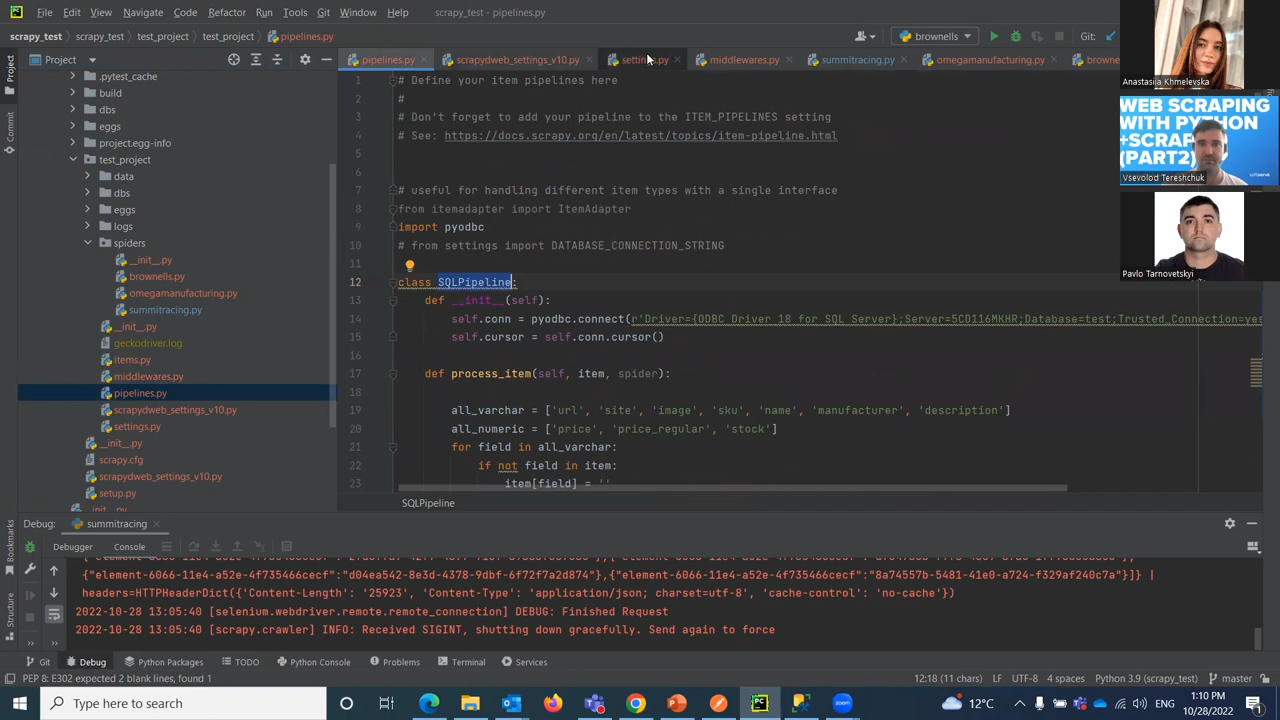 File Edit View Navigate Code Refactor Run Tools Git Window Help scrapy_test – pipelines.py
scrapy_test scrapy_test test_project test_project pipelines.py
brownells Git:
Project
pipelines.py scrapydweb_settings_v10.py settings.py middlewares.py summitracing.py omegamanufacturing.py browne
.pytest_cache
build
dbs
eggs
project.egg-info
test_project
data
dbs
eggs
logs
spiders
__init__.py
brownells.py
omegamanufacturing.py
summitracing.py
__init__.py
geckodriver.log
items.py
middlewares.py
pipelines.py
scrapydweb_settings_v10.py
settings.py
__init__.py
scrapy.cfg
scrapydweb_settings_v10.py
setup.py
__init__.py
1 # Define your item pipelines here
2 #
3 # Don't forget to add your pipeline to the ITEM_PIPELINES setting
4 # See: https://docs.scrapy.org/en/latest/topics/item-pipeline.html
5
6
7 # useful for handling different item types with a single interface
8 from itemadapter import ItemAdapter
9 import pyodbc
10 # from settings import DATABASE_CONNECTION_STRING
11
12 class SQLPipeline:
13 def __init__(self):
14 self.conn = pyodbc.connect(r'Driver={ODBC Driver 18 for SQL Server};Server=5CD116MKHR;Database=test;Trusted_Connection=yes
15 self.cursor = self.conn.cursor()
16
17 def process_item(self, item, spider):
18
19 all_varchar = ['url', 'site', 'image', 'sku', 'name', 'manufacturer', 'description']
20 all_numeric = ['price', 'price_regular', 'stock']
21 for field in all_varchar:
22 if not field in item:
23 item[field] = ''
SQLPipeline
Anastasiia Khmelevska
WEB SCRAPING
WITH PYTHON
+SCRAP
(PART2)
softserve
Vsevolod Tereshchuk
Pavlo Tarnovetskyi
Project
Commit
Bookmarks
Structure
Debug: summitracing
Debugger Console
{"element-6066-11e4-a52e-4f735466cecf":"d04ea542-8e3d-4378-9dbf-6f72f7a2d874"},{"element-6066-11e4-a52e-4f735466cecf":"8a74557b-5481-41e0-a724-f329af240c7a"}]} |
headers=HTTPHeaderDict({'Content-Length': '25923', 'Content-Type': 'application/json; charset=utf-8', 'cache-control': 'no-cache'})
2022-10-28 13:05:40 [selenium.webdriver.remote.remote_connection] DEBUG: Finished Request
2022-10-28 13:05:40 [scrapy.crawler] INFO: Received SIGINT, shutting down gracefully. Send again to force
Git Debug Python Packages TODO Python Console Problems Terminal Services
PEP 8: E302 expected 2 blank lines, found 1 12:18 (11 chars) LF UTF-8 4 spaces Python 3.9 (scrapy_test) master
Type here to search 12°C ENG 1:10 PM
10/28/2022